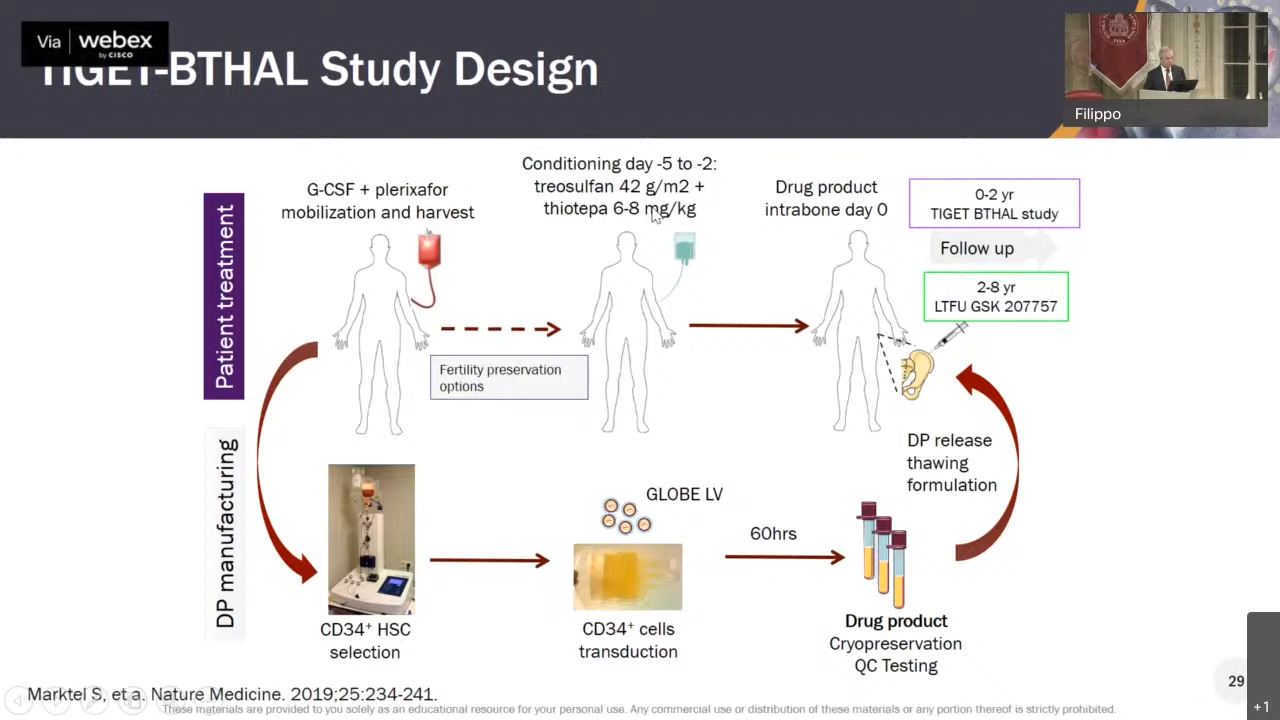 Via webex
by CISCO
TIGET-BTHAL Study Design
Filippo
Patient treatment
G-CSF + plerixafor
mobilization and harvest
Conditioning day -5 to -2:
treosulfan 42 g/m2 +
thiotepa 6-8 mg/kg
Drug product
intrabone day 0
0-2 yr
TIGET BTHAL study
Follow up
2-8 yr
LTFU GSK 207757
Fertility preservation
options
DP manufacturing
CD34+ HSC
selection
GLOBE LV
CD34+ cells
transduction
60hrs
DP release
thawing
formulation
Drug product
Cryopreservation
QC Testing
Marktel S, et a. Nature Medicine. 2019;25:234-241.
These materials are provided to you solely as an educational resource for your personal use. Any commercial use or distribution of these materials or any portion thereof is strictly prohibited.
29
+1